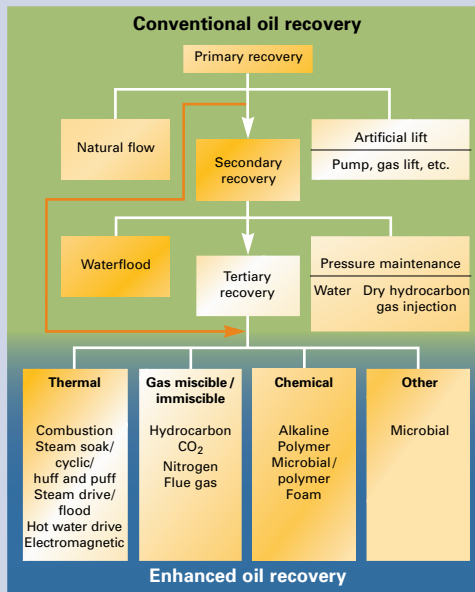 Conventional oil recovery
Primary recovery
Natural flow
Secondary
recovery
Artificial lift
Pump, gas lift, etc.
Waterflood
Tertiary
recovery
Pressure maintenance
Water Dry hydrocarbon
gas injection
Thermal
Combustion
Steam soak/
cyclic/
huff and puff
Steam drive/
flood
Hot water drive
Electromagnetic
Gas miscible/
immiscible
Hydrocarbon
CO₂
Nitrogen
Flue gas
Chemical
Alkaline
Polymer
Microbial/
polymer
Foam
Other
Microbial
Enhanced oil recovery